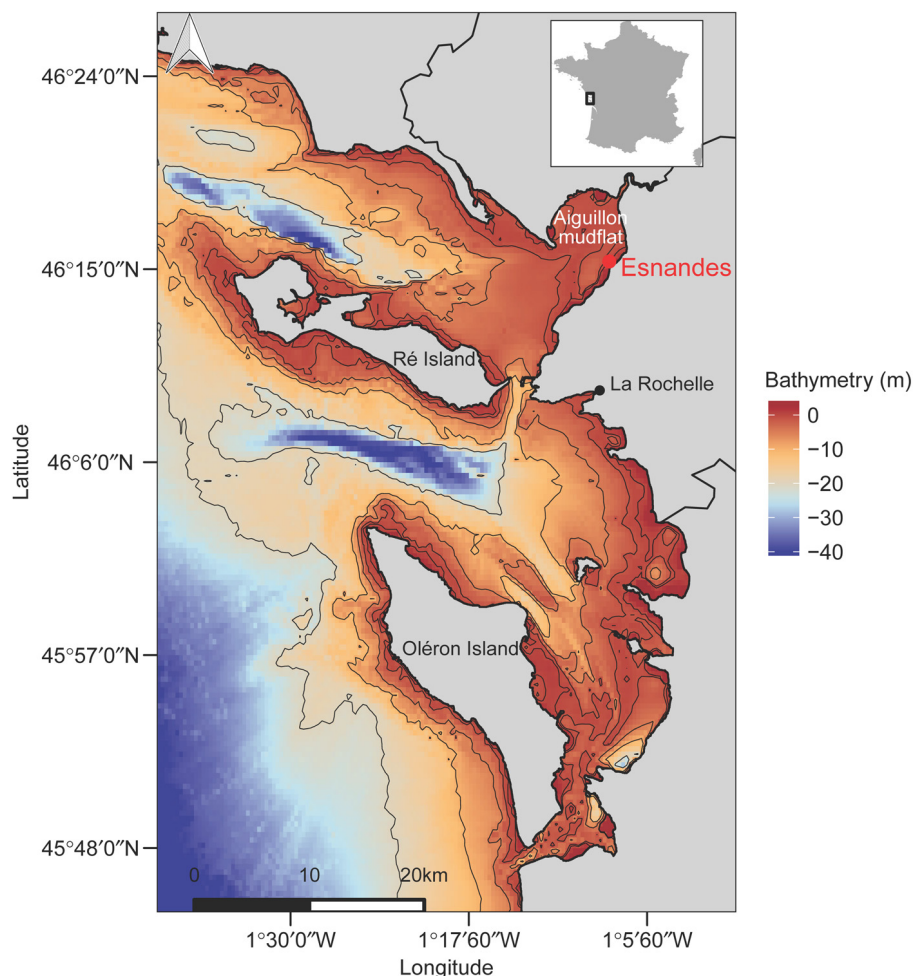 46°24′0″N
46°15′0″N
46°6′0″N
45°57′0″N
45°48′0″N
Latitude
Aiguillon
mudflat
Esnandes
Ré Island
La Rochelle
Oléron Island
Bathymetry (m)
0
−10
−20
−30
−40
0 10 20km
1°30′0″W 1°17′60″W 1°5′60″W
Longitude